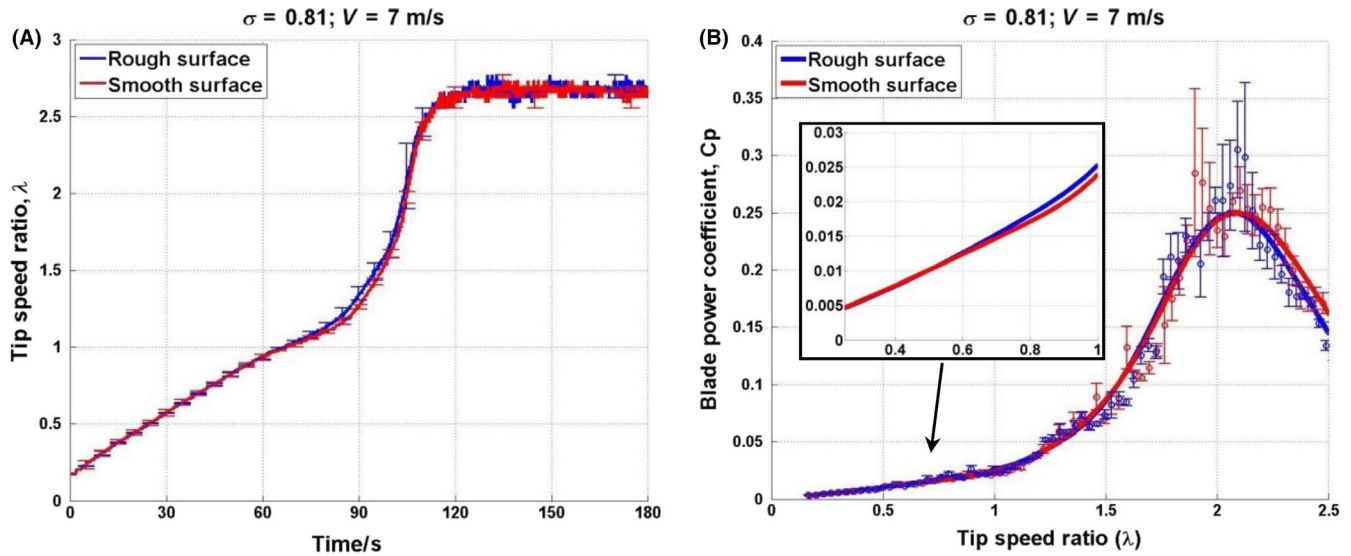 σ = 0.81; V = 7 m/s
(A)
3
2.5
2
1.5
1
0.5
0
Tip speed ratio, λ
Rough surface
Smooth surface
0 30 60 90 120 150 180
Time/s
σ = 0.81; V = 7 m/s
(B)
0.4
0.35
0.3
0.25
0.2
0.15
0.1
0.05
0
Blade power coefficient, Cp
Rough surface
Smooth surface
0.03
0.025
0.02
0.015
0.01
0.005
0
0.4 0.6 0.8 1
0 0.5 1 1.5 2 2.5
Tip speed ratio (λ)